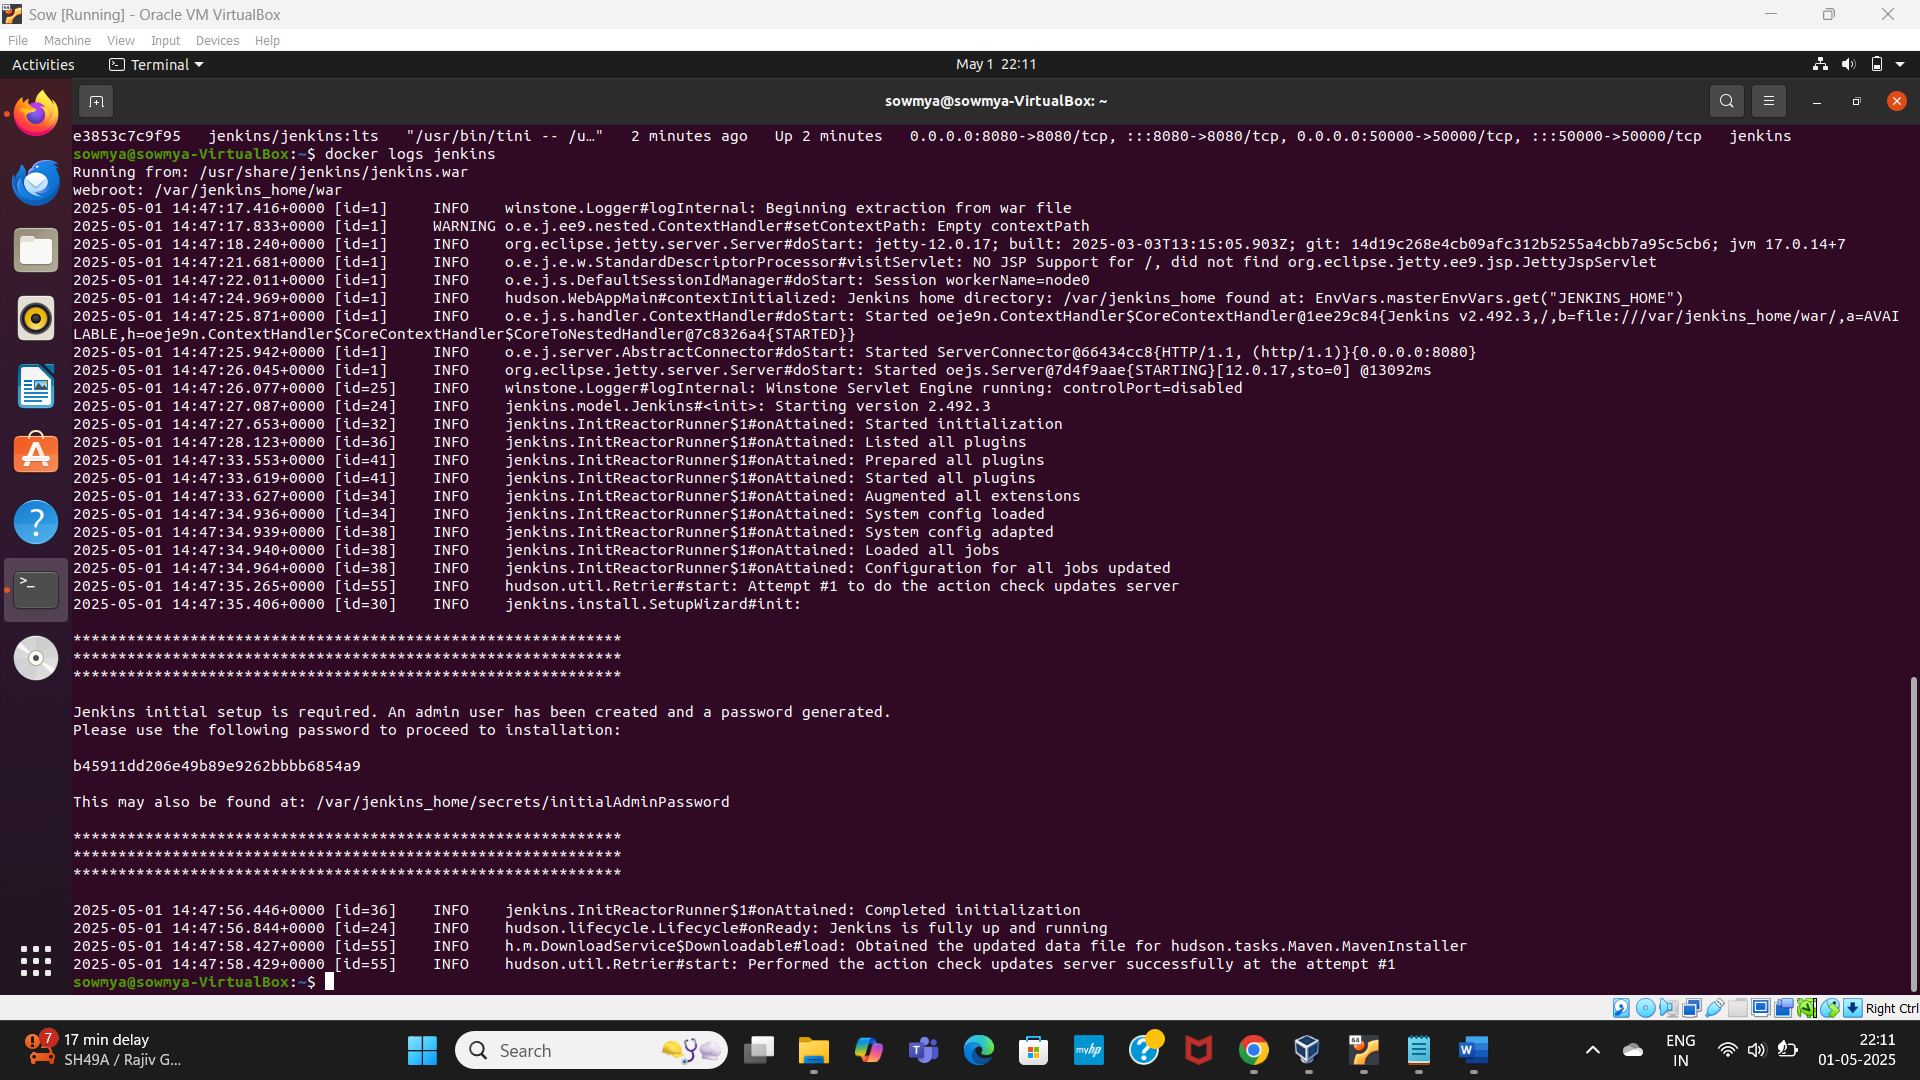 Sow [Running] - Oracle VM VirtualBox
File Machine View Input Devices Help
Activities Terminal May 1 22:11
sowmya@sowmya-VirtualBox: ~
e3853c7c9f95 jenkins/jenkins:lts "/usr/bin/tini -- /u…" 2 minutes ago Up 2 minutes 0.0.0.0:8080->8080/tcp, :::8080->8080/tcp, 0.0.0.0:50000->50000/tcp, :::50000->50000/tcp jenkins
sowmya@sowmya-VirtualBox:~$ docker logs jenkins
Running from: /usr/share/jenkins/jenkins.war
webroot: /var/jenkins_home/war
2025-05-01 14:47:17.416+0000 [id=1] INFO winstone.Logger#logInternal: Beginning extraction from war file
2025-05-01 14:47:17.833+0000 [id=1] WARNING o.e.j.ee9.nested.ContextHandler#setContextPath: Empty contextPath
2025-05-01 14:47:18.240+0000 [id=1] INFO org.eclipse.jetty.server.Server#doStart: jetty-12.0.17; built: 2025-03-03T13:15:05.903Z; git: 14d19c268e4cb09afc312b5255a4cbb7a95c5cb6; jvm 17.0.14+7
2025-05-01 14:47:21.681+0000 [id=1] INFO o.e.j.e.w.StandardDescriptorProcessor#visitServlet: NO JSP Support for /, did not find org.eclipse.jetty.ee9.jsp.JettyJspServlet
2025-05-01 14:47:22.011+0000 [id=1] INFO o.e.j.s.DefaultSessionIdManager#doStart: Session workerName=node0
2025-05-01 14:47:24.969+0000 [id=1] INFO hudson.WebAppMain#contextInitialized: Jenkins home directory: /var/jenkins_home found at: EnvVars.masterEnvVars.get("JENKINS_HOME")
2025-05-01 14:47:25.871+0000 [id=1] INFO o.e.j.s.handler.ContextHandler#doStart: Started oeje9n.ContextHandler$CoreContextHandler@1ee29c84{Jenkins v2.492.3,/,b=file:///var/jenkins_home/war/,a=AVAI
LABLE,h=oeje9n.ContextHandler$CoreContextHandler$CoreToNestedHandler@7c8326a4{STARTED}}
2025-05-01 14:47:25.942+0000 [id=1] INFO o.e.j.server.AbstractConnector#doStart: Started ServerConnector@66434cc8{HTTP/1.1, (http/1.1)}{0.0.0.0:8080}
2025-05-01 14:47:26.045+0000 [id=1] INFO org.eclipse.jetty.server.Server#doStart: Started oejs.Server@7d4f9aae{STARTING}[12.0.17,sto=0] @13092ms
2025-05-01 14:47:26.077+0000 [id=25] INFO winstone.Logger#logInternal: Winstone Servlet Engine running: controlPort=disabled
2025-05-01 14:47:27.087+0000 [id=24] INFO jenkins.model.Jenkins#<init>: Starting version 2.492.3
2025-05-01 14:47:27.653+0000 [id=32] INFO jenkins.InitReactorRunner$1#onAttained: Started initialization
2025-05-01 14:47:28.123+0000 [id=36] INFO jenkins.InitReactorRunner$1#onAttained: Listed all plugins
2025-05-01 14:47:33.553+0000 [id=41] INFO jenkins.InitReactorRunner$1#onAttained: Prepared all plugins
2025-05-01 14:47:33.619+0000 [id=41] INFO jenkins.InitReactorRunner$1#onAttained: Started all plugins
2025-05-01 14:47:33.627+0000 [id=34] INFO jenkins.InitReactorRunner$1#onAttained: Augmented all extensions
2025-05-01 14:47:34.936+0000 [id=34] INFO jenkins.InitReactorRunner$1#onAttained: System config loaded
2025-05-01 14:47:34.939+0000 [id=38] INFO jenkins.InitReactorRunner$1#onAttained: System config adapted
2025-05-01 14:47:34.940+0000 [id=38] INFO jenkins.InitReactorRunner$1#onAttained: Loaded all jobs
2025-05-01 14:47:34.964+0000 [id=38] INFO jenkins.InitReactorRunner$1#onAttained: Configuration for all jobs updated
2025-05-01 14:47:35.265+0000 [id=55] INFO hudson.util.Retrier#start: Attempt #1 to do the action check updates server
2025-05-01 14:47:35.406+0000 [id=30] INFO jenkins.install.SetupWizard#init:
*************************************************************
*************************************************************
*************************************************************
Jenkins initial setup is required. An admin user has been created and a password generated.
Please use the following password to proceed to installation:
b45911dd206e49b89e9262bbbb6854a9
This may also be found at: /var/jenkins_home/secrets/initialAdminPassword
*************************************************************
*************************************************************
*************************************************************
2025-05-01 14:47:56.446+0000 [id=36] INFO jenkins.InitReactorRunner$1#onAttained: Completed initialization
2025-05-01 14:47:56.844+0000 [id=24] INFO hudson.lifecycle.Lifecycle#onReady: Jenkins is fully up and running
2025-05-01 14:47:58.427+0000 [id=55] INFO h.m.DownloadService$Downloadable#load: Obtained the updated data file for hudson.tasks.Maven.MavenInstaller
2025-05-01 14:47:58.429+0000 [id=55] INFO hudson.util.Retrier#start: Performed the action check updates server successfully at the attempt #1
sowmya@sowmya-VirtualBox:~$
Right Ctrl
7
17 min delay
SH49A / Rajiv G...
Search
myhp
64
ENG
IN
22:11
01-05-2025